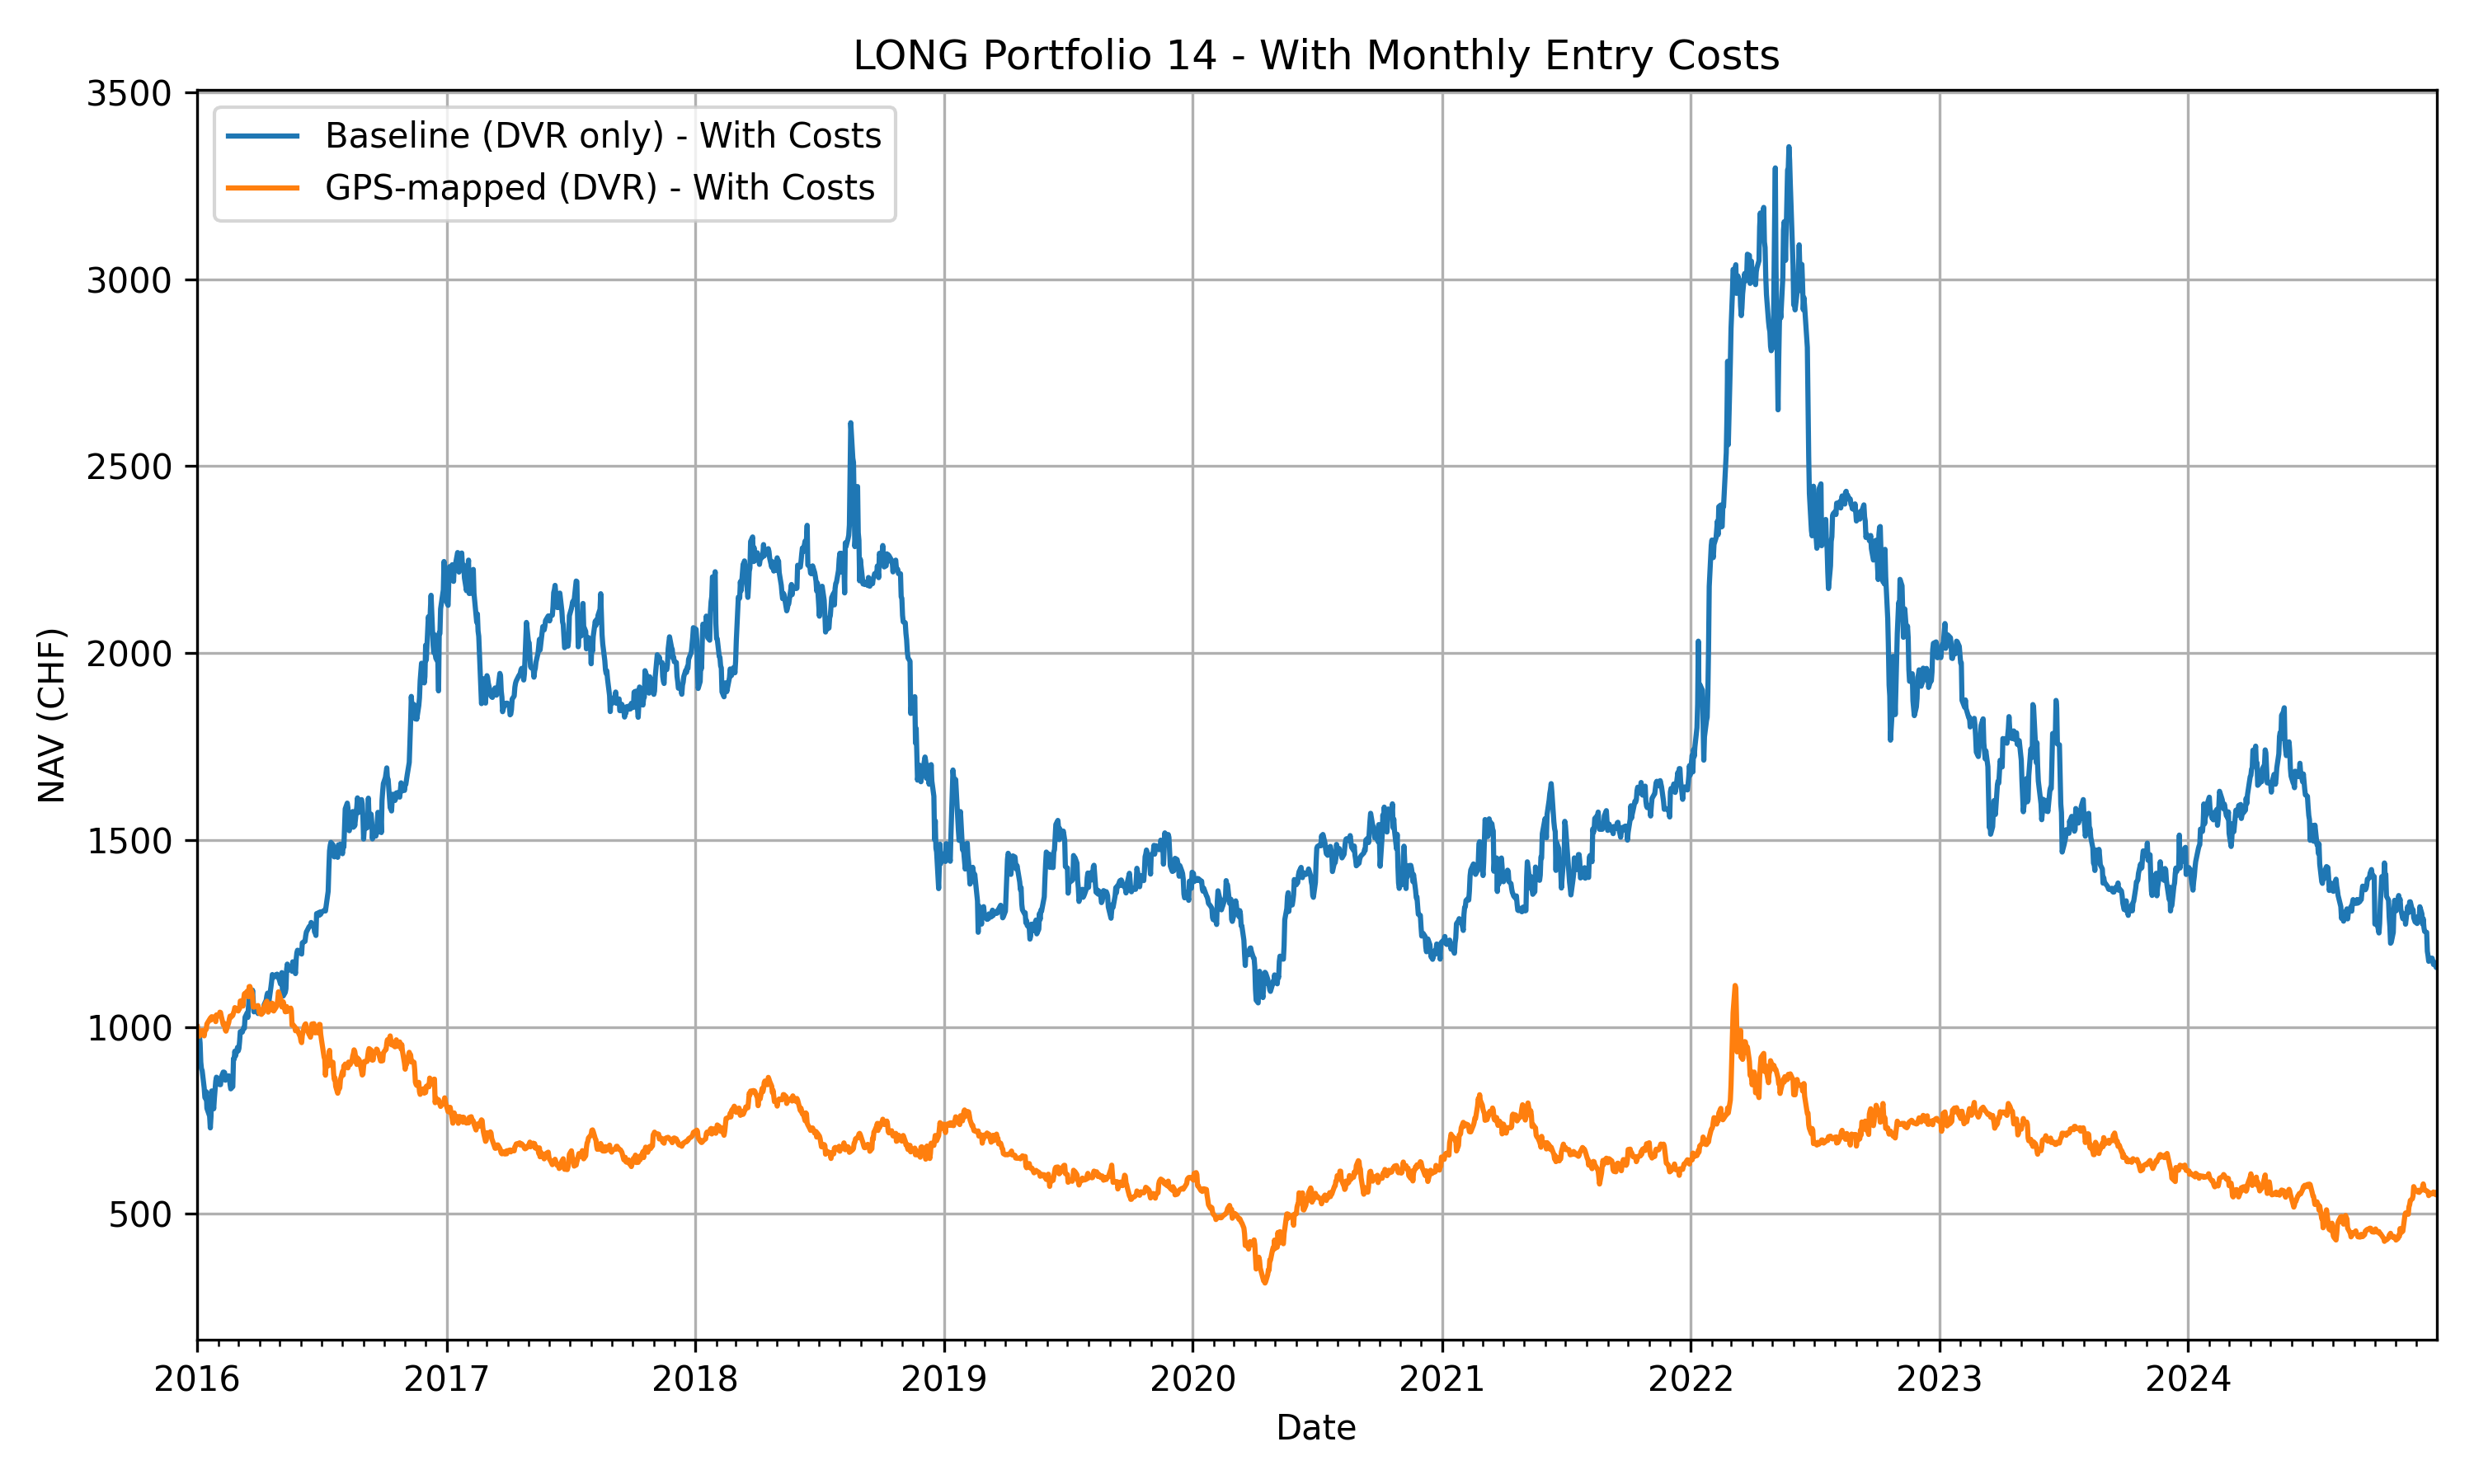 LONG Portfolio 14 - With Monthly Entry Costs
Baseline (DVR only) - With Costs
GPS-mapped (DVR) - With Costs
3500
3000
2500
2000
1500
1000
500
NAV (CHF)
2016 2017 2018 2019 2020 2021 2022 2023 2024
Date